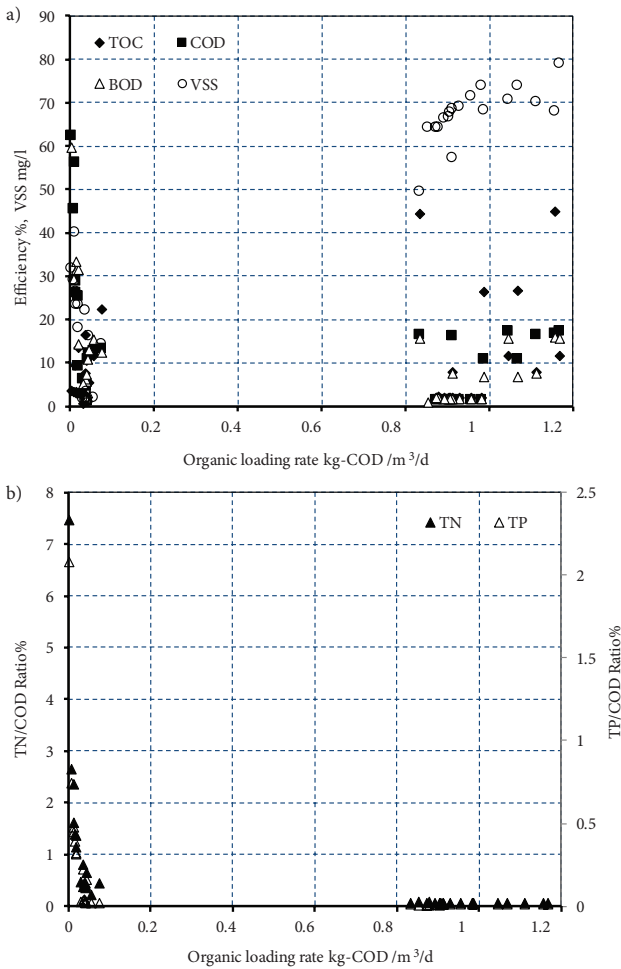 a)
90
80
70
60
50
40
30
20
10
0
Efficiency %, VSS mg/l
TOC COD
BOD VSS
0 0.2 0.4 0.6 0.8 1 1.2
Organic loading rate kg-COD /m³/d
b)
8
7
6
5
4
3
2
1
0
TN/COD Ratio%
TN TP
2.5
2
1.5
1
0.5
0
TP/COD Ratio%
0 0.2 0.4 0.6 0.8 1 1.2
Organic loading rate kg-COD /m³/d